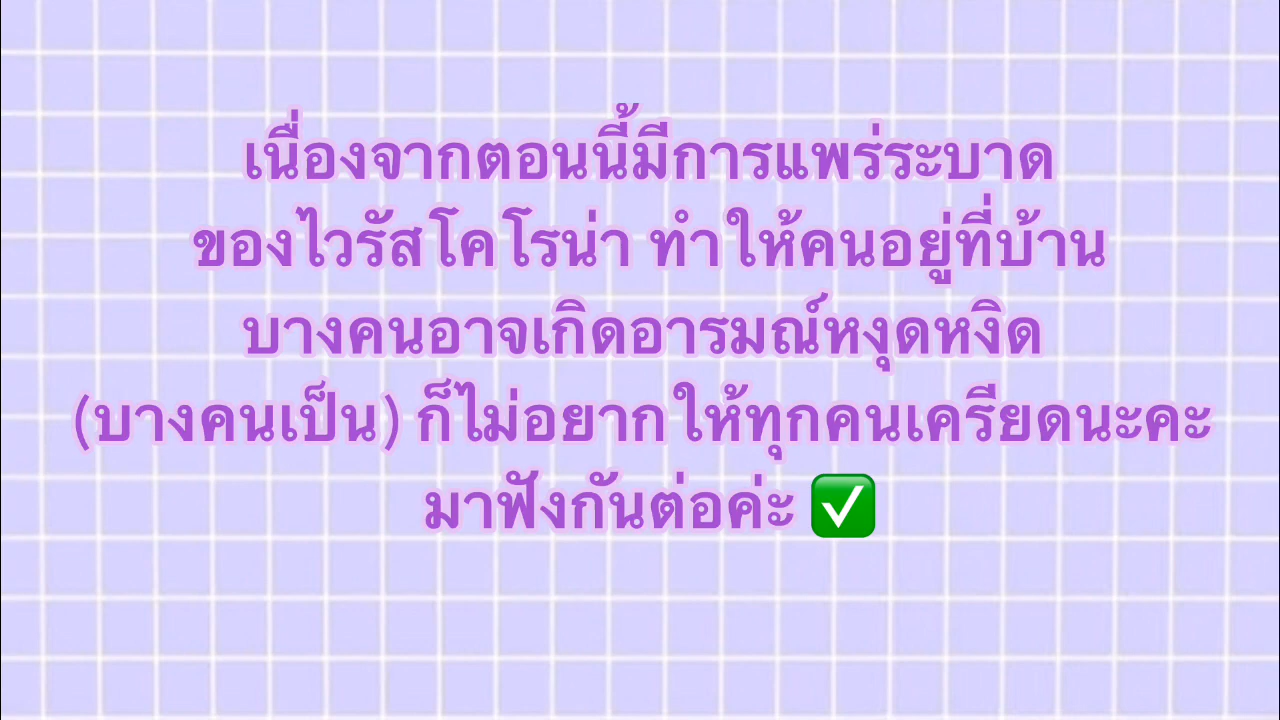 เนื่องจากตอนนี้มีการแพร่ระบาด
ของไวรัสโคโรน่า ทำให้คนอยู่ที่บ้าน
บางคนอาจเกิดอารมณ์หงุดหงิด
(บางคนเป็น) ก็ไม่อยากให้ทุกคนเครียดนะคะ
มาฟังกันต่อค่ะ ✅